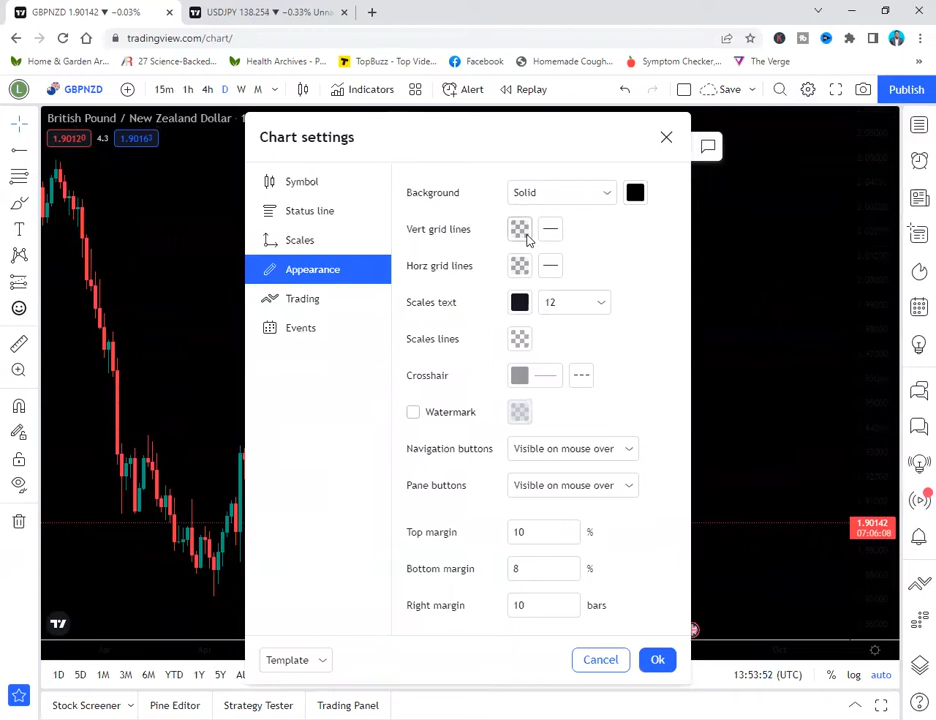 GBPNZD 1.90142 ▼ −0.03%
USDJPY 138.254 ▼ −0.33% Unna
tradingview.com/chart/
Home & Garden Ar...
27 Science-Backed...
Health Archives - P...
TopBuzz - Top Vide...
Facebook
Homemade Cough...
Symptom Checker,...
The Verge
L
GBPNZD
15m 1h 4h D W M
Indicators
Alert
Replay
Save
Publish
British Pound / New Zealand Dollar · 1
1.90120
4.3
1.90163
Chart settings
Symbol
Status line
Scales
Appearance
Trading
Events
Background
Solid
Vert grid lines
Horz grid lines
Scales text
12
Scales lines
Crosshair
Watermark
Navigation buttons
Visible on mouse over
Pane buttons
Visible on mouse over
Top margin
10
%
Bottom margin
8
%
Right margin
10
bars
Template
Cancel
Ok
1.90142
07:06:08
Apr
Oct
1D 5D 1M 3M 6M YTD 1Y 5Y
13:53:52 (UTC)
%
log
auto
Stock Screener
Pine Editor
Strategy Tester
Trading Panel